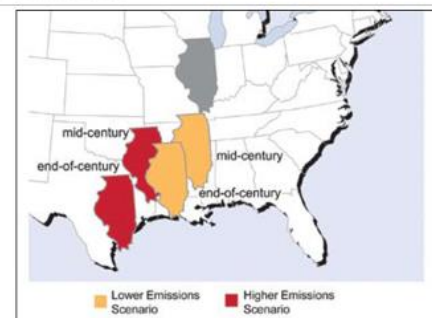 mid-century
end-of-century
mid-century
end-of-century
Lower Emissions
Scenario
Higher Emissions
Scenario